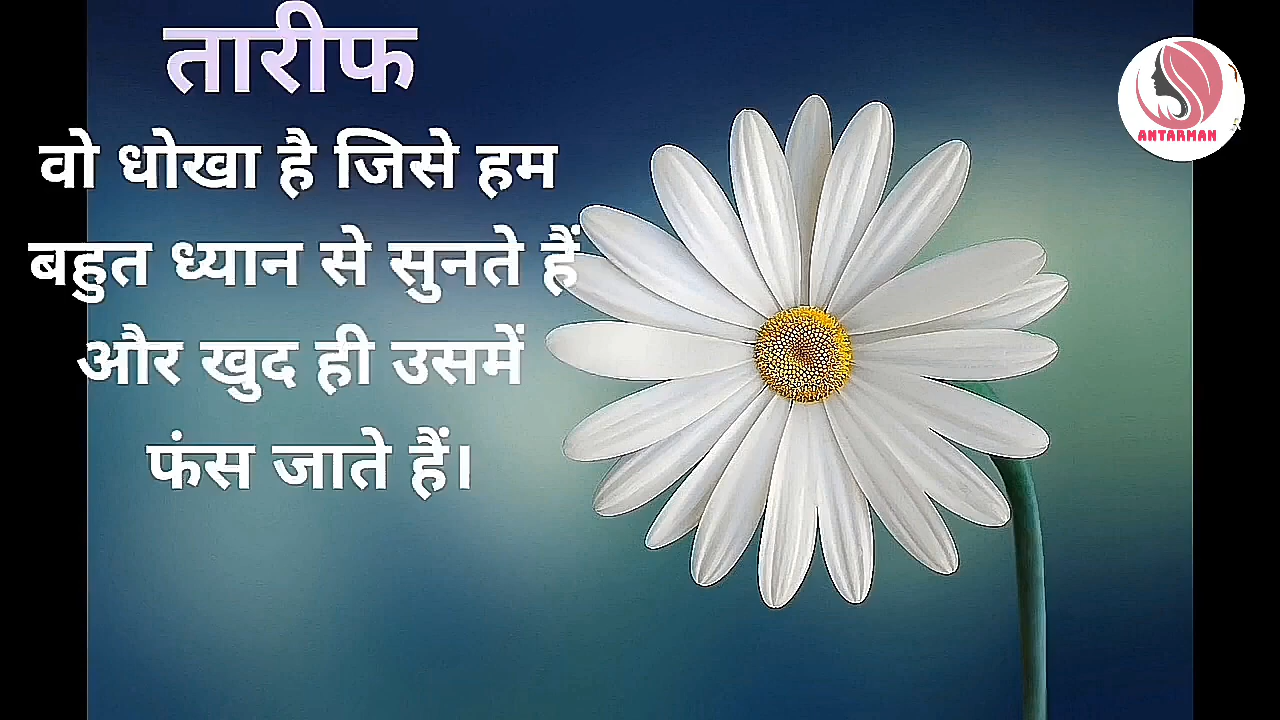 तारीफ
वो धोखा है जिसे हम
बहुत ध्यान से सुनते हैं
और खुद ही उसमें
फंस जाते हैं।
ANTARMAN